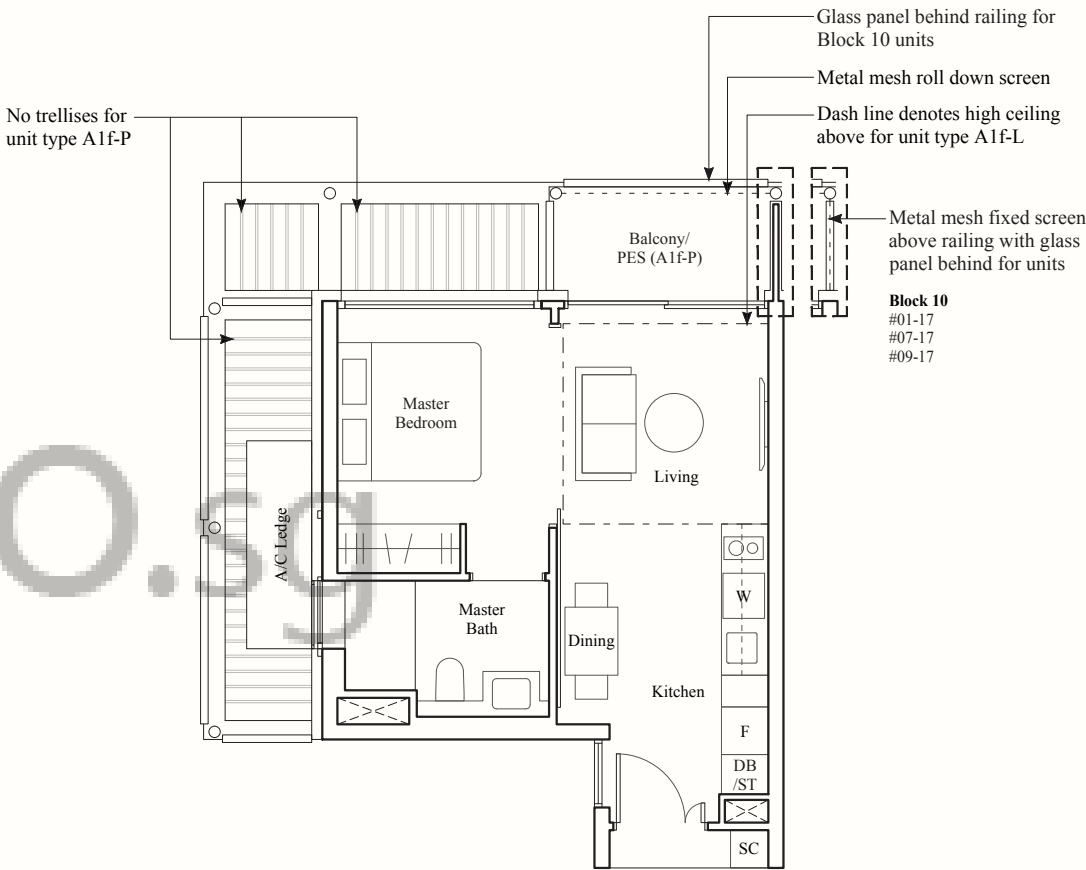 Glass panel behind railing for
Block 10 units
Metal mesh roll down screen
Dash line denotes high ceiling
above for unit type A1f-L
No trellises for
unit type A1f-P
Metal mesh fixed screen
above railing with glass
panel behind for units
Block 10
#01-17
#07-17
#09-17
Balcony/
PES (A1f-P)
Master
Bedroom
Living
A/C Ledge
O.sg
W
Master
Bath
Dining
Kitchen
F
DB
/ST
SC